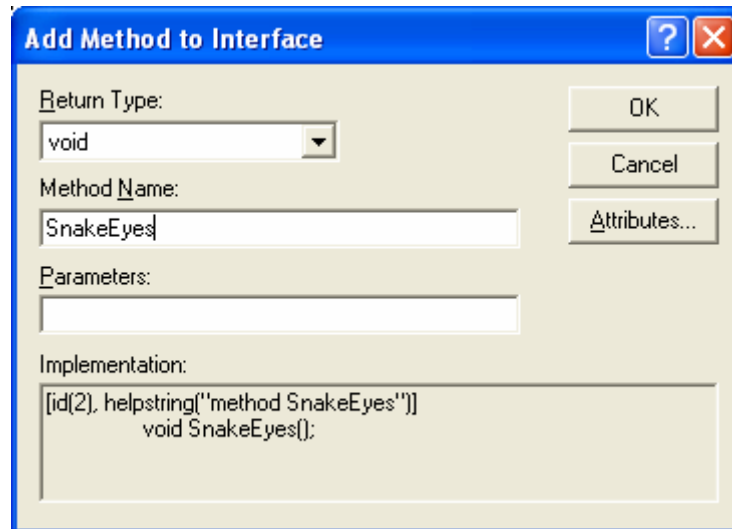 Add Method to Interface
Return Type:
OK
void
Cancel
Method Name:
SnakeEyes
Attributes...
Parameters:
Implementation:
[id(2), helpstring("method SnakeEyes")]
void SnakeEyes();